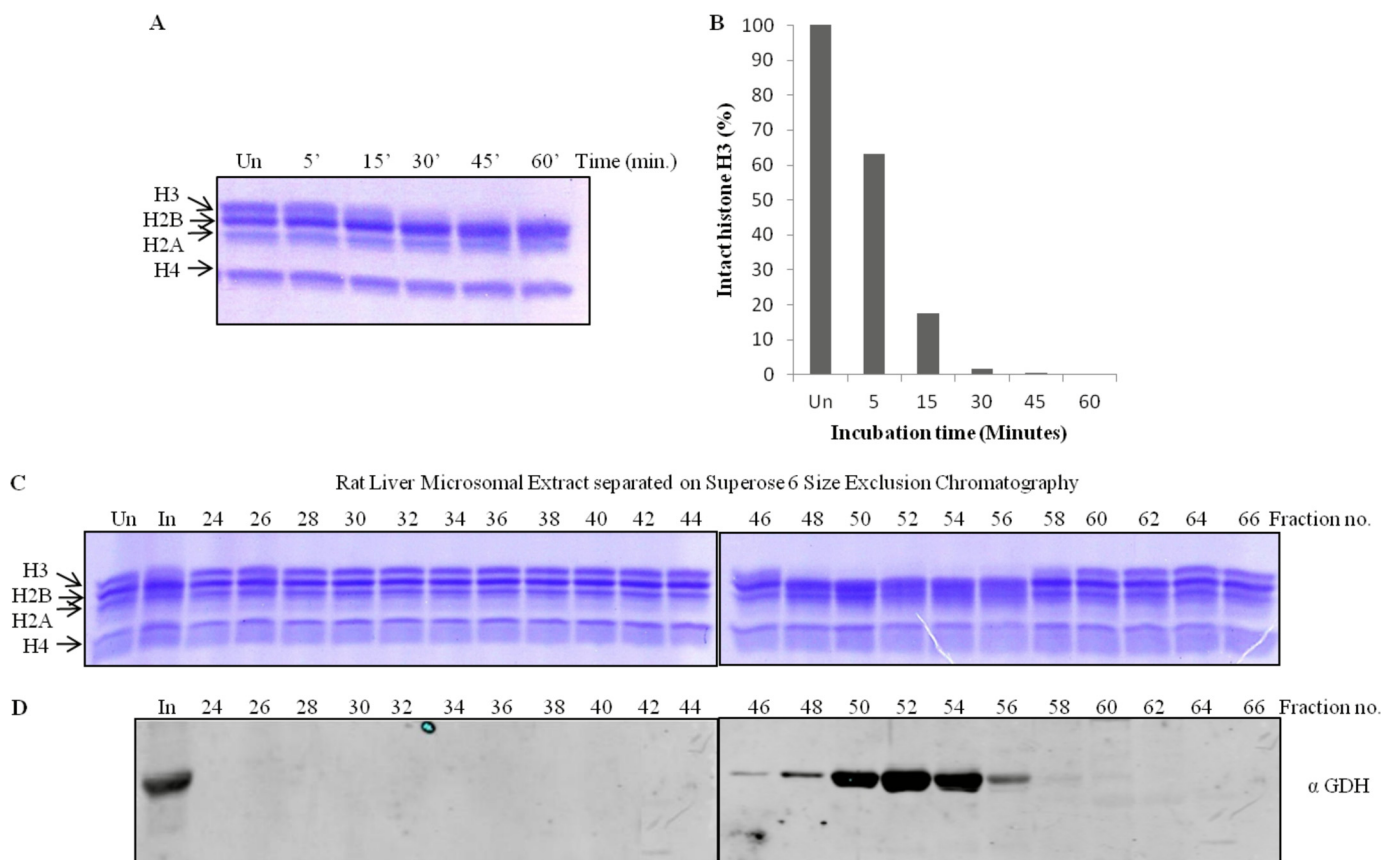 A
Un 5’ 15’ 30’ 45’ 60’ Time (min.)
H3
H2B
H2A
H4
B
Intact histone H3 (%)
100
90
80
70
60
50
40
30
20
10
0
Un 5 15 30 45 60
Incubation time (Minutes)
C
Rat Liver Microsomal Extract separated on Superose 6 Size Exclusion Chromatography
Un In 24 26 28 30 32 34 36 38 40 42 44 46 48 50 52 54 56 58 60 62 64 66 Fraction no.
H3
H2B
H2A
H4
D
In 24 26 28 30 32 34 36 38 40 42 44 46 48 50 52 54 56 58 60 62 64 66 Fraction no.
α GDH